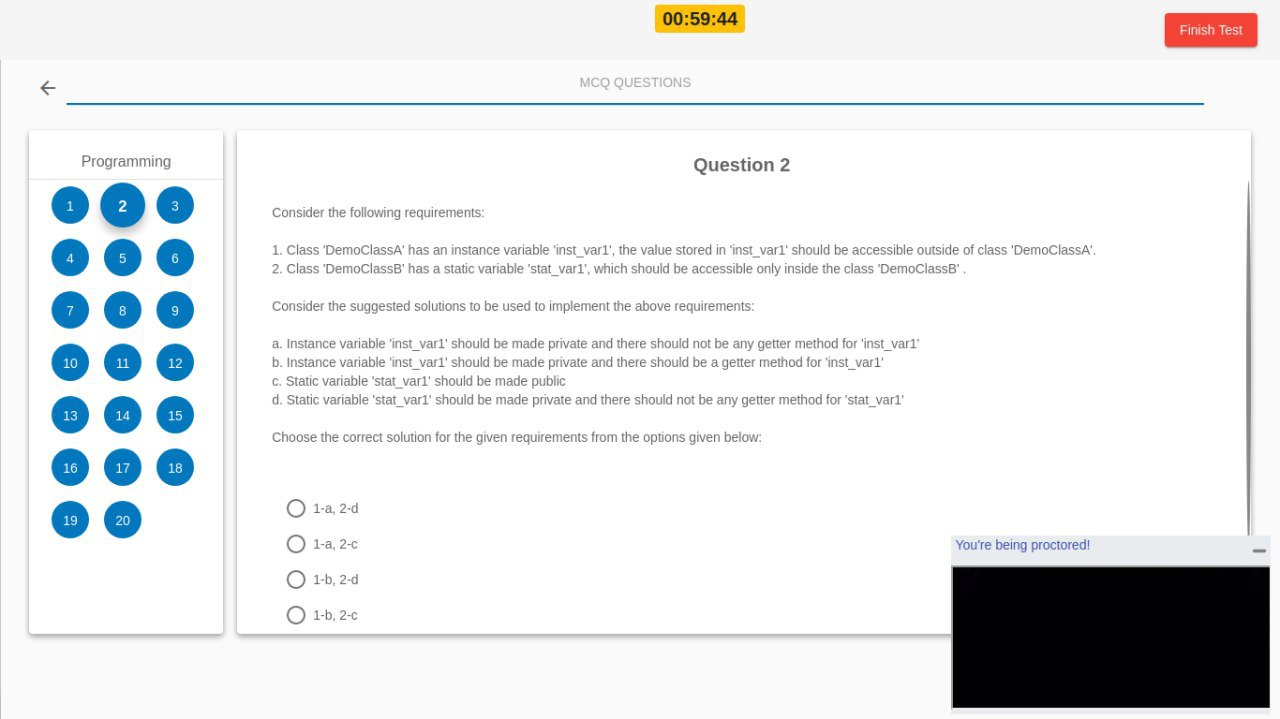 00:59:44
Finish Test
MCQ QUESTIONS
Programming
1 2 3
4 5 6
7 8 9
10 11 12
13 14 15
16 17 18
19 20
Question 2
Consider the following requirements:
1. Class 'DemoClassA' has an instance variable 'inst_var1', the value stored in 'inst_var1' should be accessible outside of class 'DemoClassA'.
2. Class 'DemoClassB' has a static variable 'stat_var1', which should be accessible only inside the class 'DemoClassB' .
Consider the suggested solutions to be used to implement the above requirements:
a. Instance variable 'inst_var1' should be made private and there should not be any getter method for 'inst_var1'
b. Instance variable 'inst_var1' should be made private and there should be a getter method for 'inst_var1'
c. Static variable 'stat_var1' should be made public
d. Static variable 'stat_var1' should be made private and there should not be any getter method for 'stat_var1'
Choose the correct solution for the given requirements from the options given below:
1-a, 2-d
1-a, 2-c
1-b, 2-d
1-b, 2-c
You're being proctored!